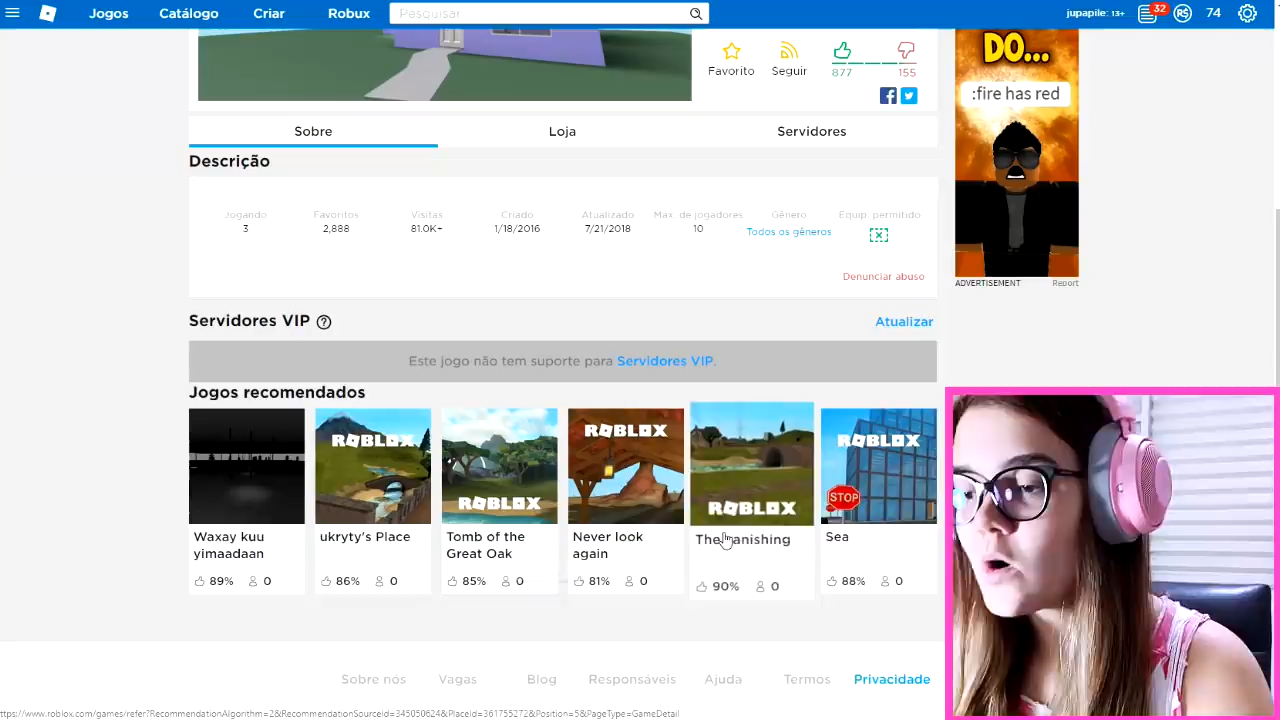 Jogos Catálogo Criar Robux Pesquisar jupapile: 13+ 32 74
Favorito Seguir 877 155
DO...
:fire has red
Sobre Loja Servidores
Descrição
Jogando Favoritos Visitas Criado Atualizado Máx. de jogadores Gênero Equip. permitido
3 2,888 81.0K+ 1/18/2016 7/21/2018 10 Todos os gêneros
Denunciar abuso
ADVERTISEMENT Report
Servidores VIP Atualizar
Este jogo não tem suporte para Servidores VIP.
Jogos recomendados
ROBLOX ROBLOX ROBLOX ROBLOX ROBLOX
STOP
Waxay kuu yimaadaan
ukryty's Place
Tomb of the Great Oak
Never look again
The anishing
Sea
89% 0 86% 0 85% 0 81% 0 90% 0 88% 0
Sobre nós Vagas Blog Responsáveis Ajuda Termos Privacidade
https://www.roblox.com/games/refer?RecommendationAlgorithm=2&RecommendationSourceId=345050624&PlaceId=361755272&Position=5&PageType=GameDetail